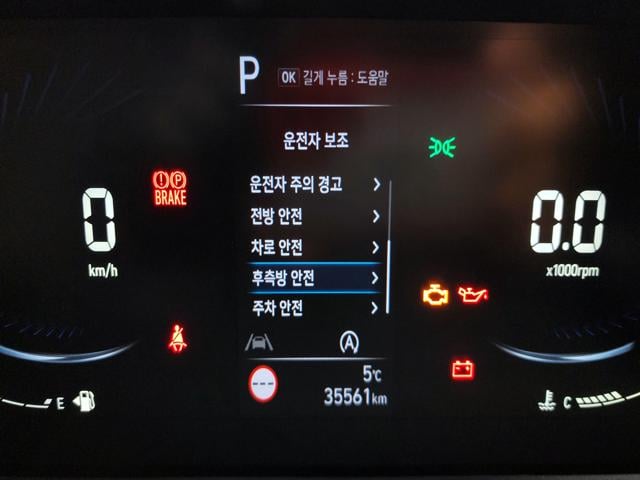 P OK 길게 누름 : 도움말
운전자 보조
운전자 주의 경고
전방 안전
차로 안전
후측방 안전
주차 안전
(!) (P)
BRAKE
0
km/h
0.0
x1000rpm
A
---
5℃
35561 km
E
C